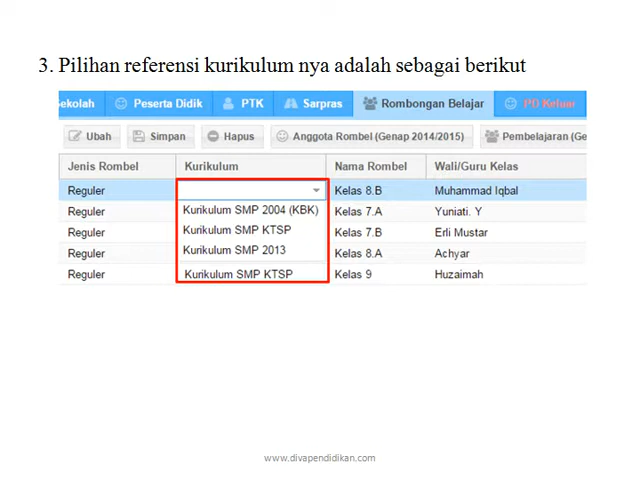 3. Pilihan referensi kurikulum nya adalah sebagai berikut
Sekolah Peserta Didik PTK Sarpras Rombongan Belajar PD Keluar
Ubah Simpan Hapus Anggota Rombel (Genap 2014/2015) Pembelajaran (Ge
Jenis Rombel Kurikulum Nama Rombel Wali/Guru Kelas
Reguler Kelas 8.B Muhammad Iqbal
Reguler Kurikulum SMP 2004 (KBK) Kelas 7.A Yuniati. Y
Reguler Kurikulum SMP KTSP Kelas 7.B Erli Mustar
Reguler Kurikulum SMP 2013 Kelas 8.A Achyar
Reguler Kurikulum SMP KTSP Kelas 9 Huzaimah
www.divapendidikan.com